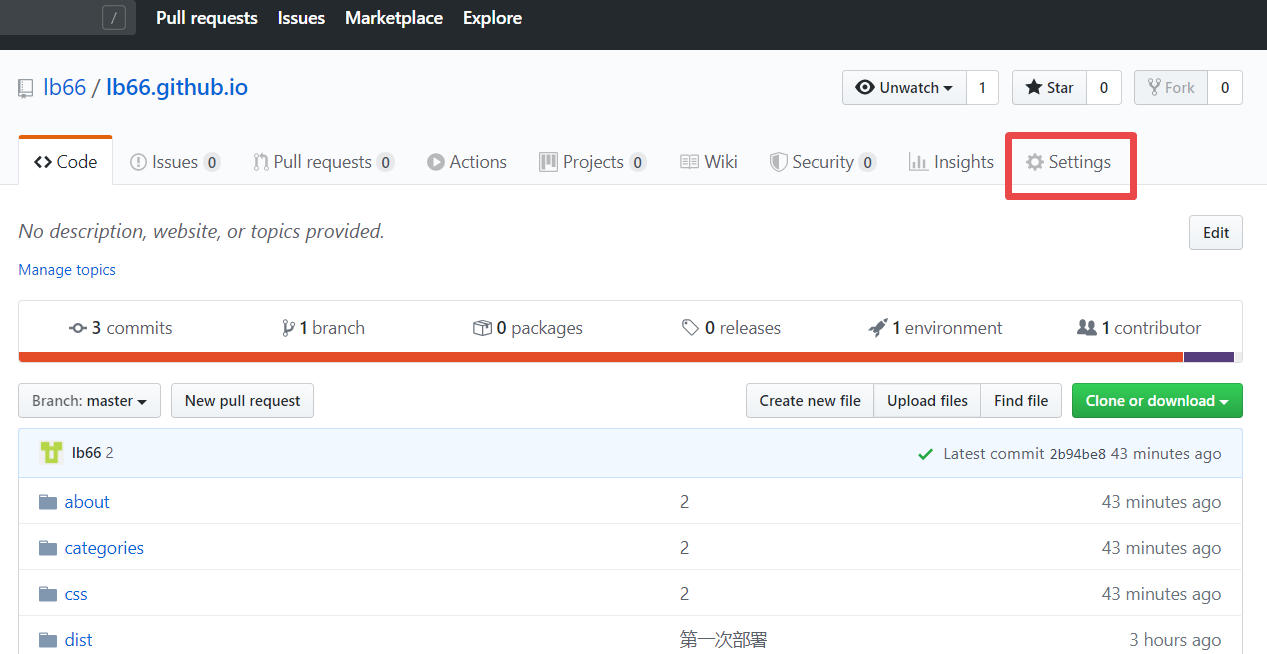 / Pull requests Issues Marketplace Explore
lb66 / lb66.github.io Unwatch 1 Star 0 Fork 0
Code Issues 0 Pull requests 0 Actions Projects 0 Wiki Security 0 Insights Settings
No description, website, or topics provided. Edit
Manage topics
3 commits 1 branch 0 packages 0 releases 1 environment 1 contributor
Branch: master New pull request Create new file Upload files Find file Clone or download
lb66 2 Latest commit 2b94be8 43 minutes ago
about 2 43 minutes ago
categories 2 43 minutes ago
css 2 43 minutes ago
dist 第一次部署 3 hours ago